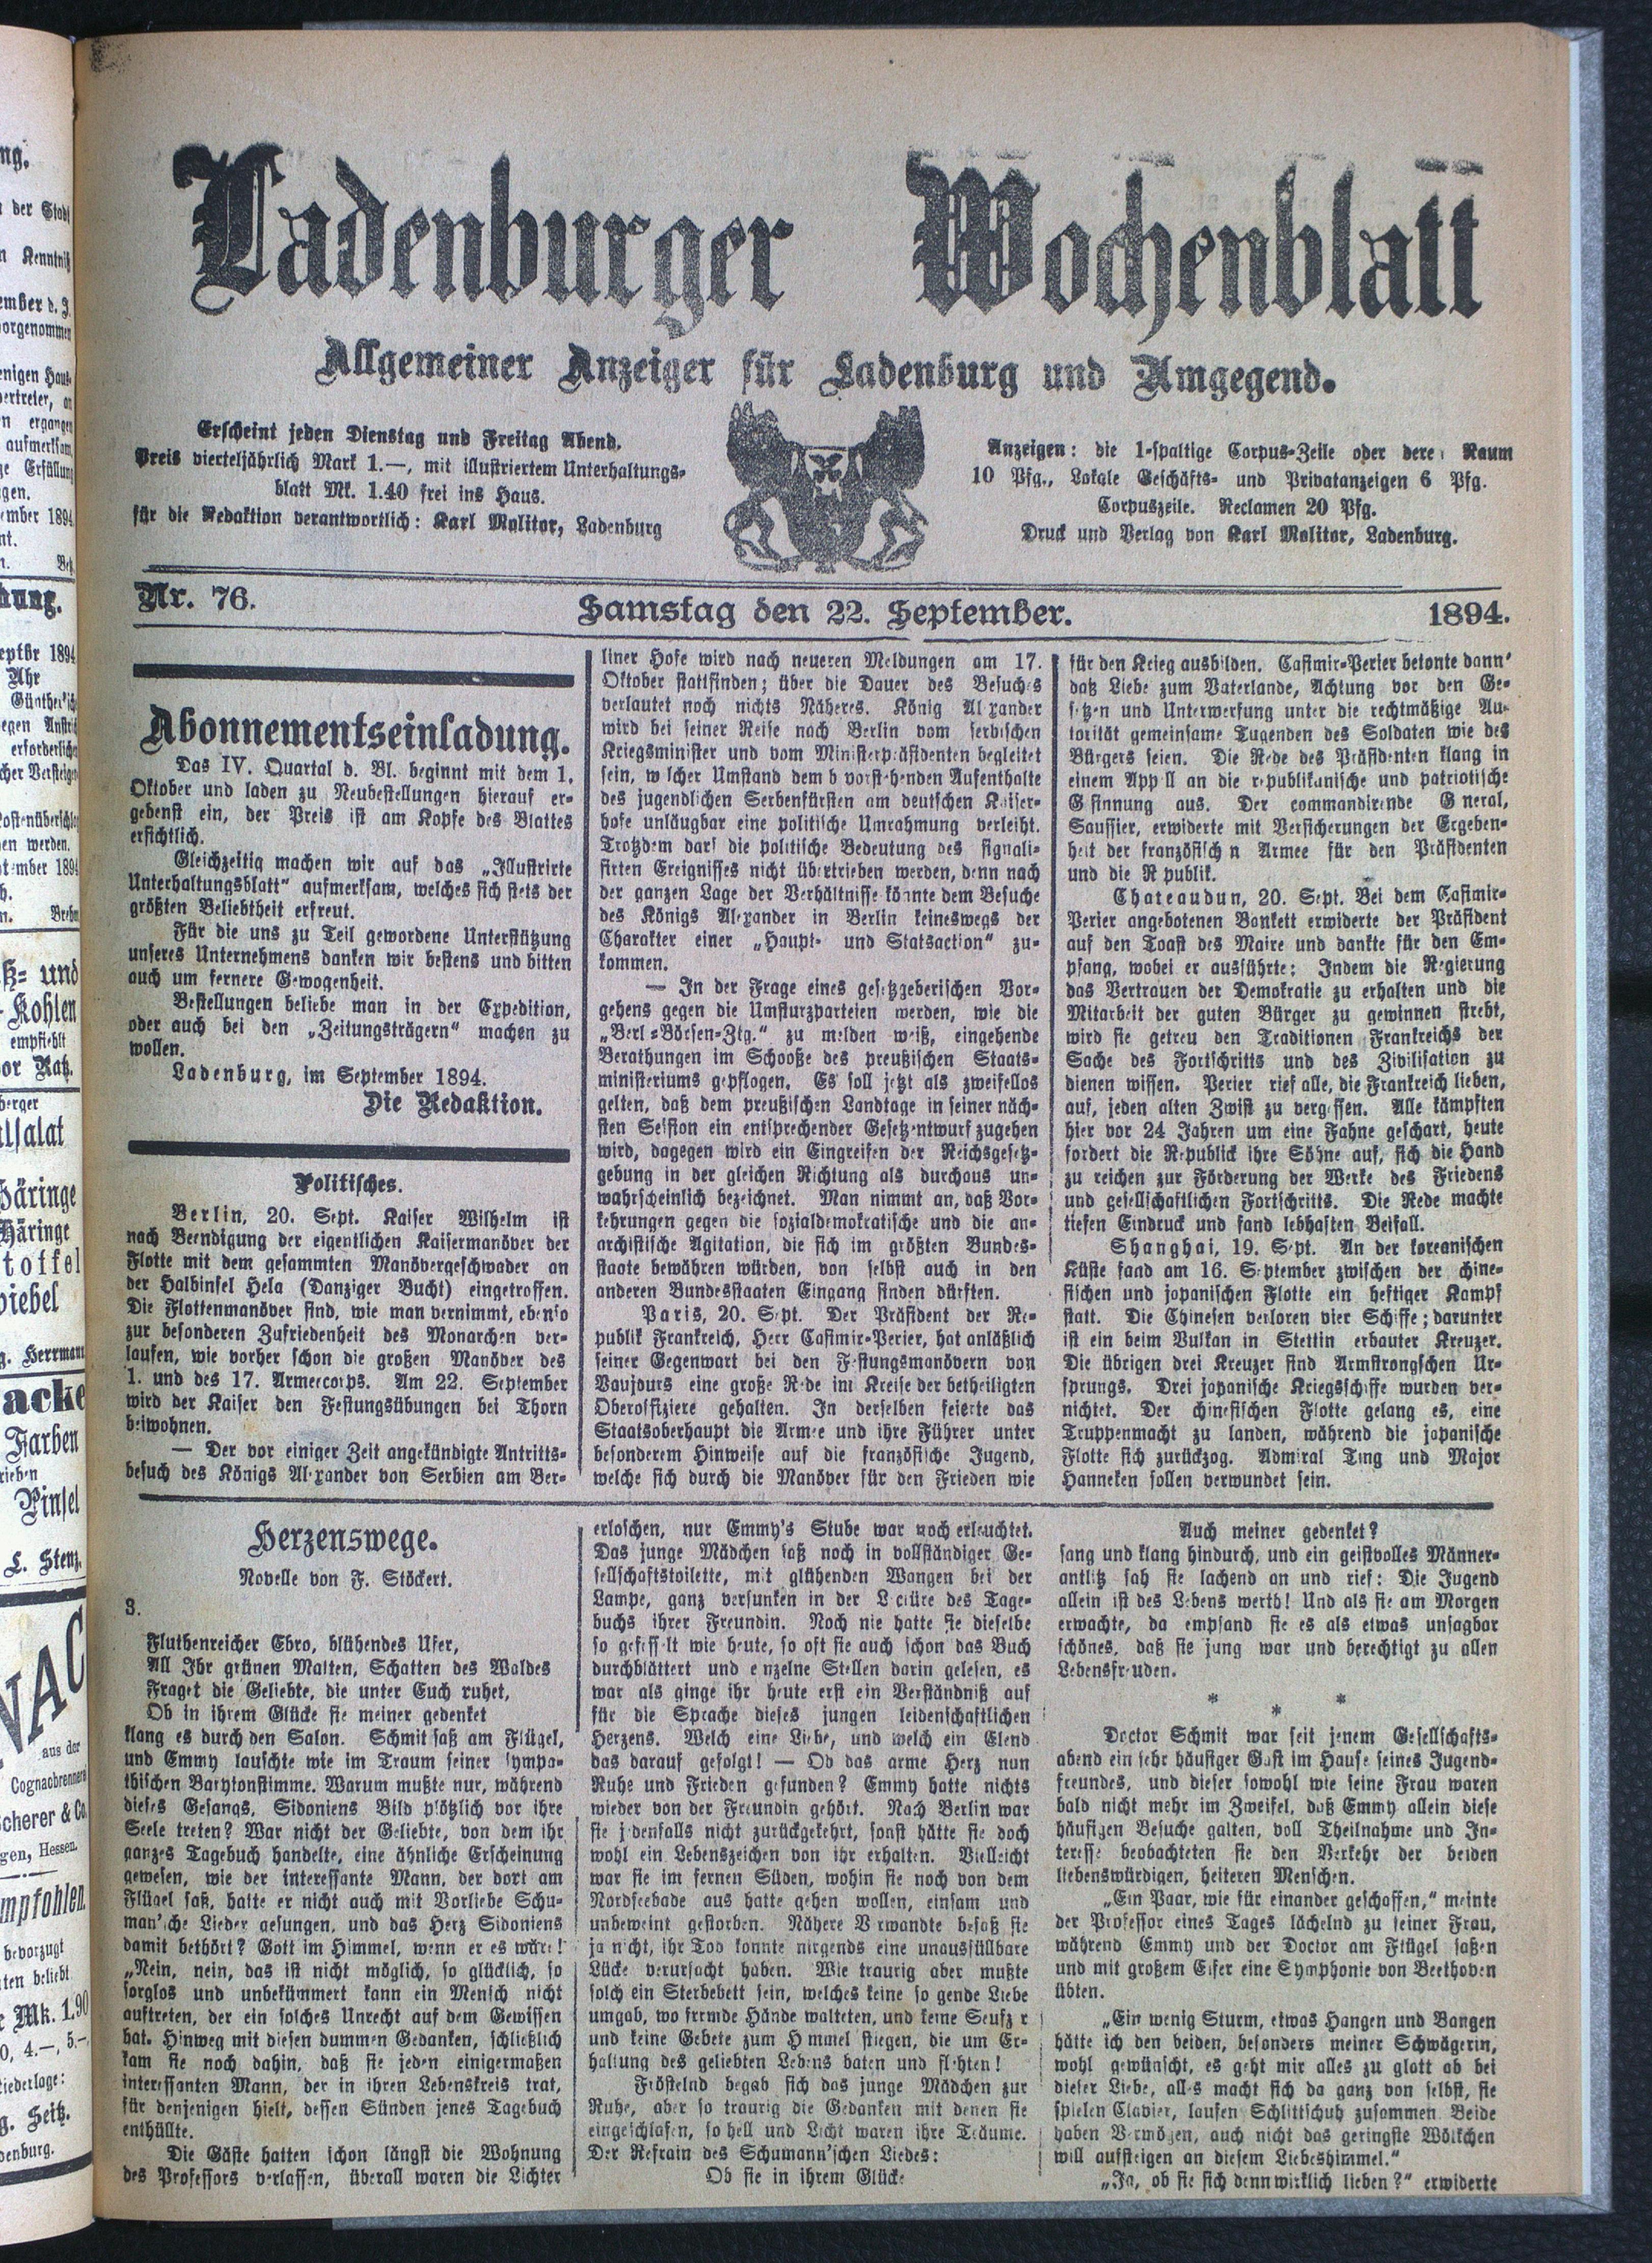 Ladenburger Wochenblatt
Allgemeiner Anzeiger für Ladenburg und Umgegend.
Erscheint jeden Dienstag und Freitag Abend.
Preis vierteljährlich Mark 1.—, mit illustriertem Unterhaltungs-
blatt Mk. 1.40 frei ins Haus.
für die Redaktion verantwortlich: Karl Molitor, Ladenburg
Anzeigen: die 1-spaltige Corpus-Zeile oder dere Raum
10 Pfg., Lokale Geschäfts- und Privatanzeigen 6 Pfg.
Corpuszeile. Reclamen 20 Pfg.
Druck und Verlag von Karl Molitor, Ladenburg.
Nr. 76. Samstag den 22. September. 1894.
Abonnementseinladung.
Das IV. Quartal d. Bl. beginnt mit dem 1.
Oktober und laden zu Neubestellungen hierauf er-
gebenst ein, der Preis ist am Kopfe des Blattes
ersichtlich.
Gleichzeitig machen wir auf das „Illustrirte
Unterhaltungsblatt“ aufmerksam, welches sich stets der
größten Beliebtheit erfreut.
Für die uns zu Teil gewordene Unterstützung
unseres Unternehmens danken wir bestens und bitten
auch um fernere Gewogenheit.
Bestellungen beliebe man in der Expedition,
oder auch bei den „Zeitungsträgern“ machen zu
wollen.
Ladenburg, im September 1894.
Die Redaktion.
Politisches.
Berlin, 20. Sept. Kaiser Wilhelm ist
nach Beendigung der eigentlichen Kaisermanöver der
Flotte mit dem gesammten Manövergeschwader an
der Halbinsel Hela (Danziger Bucht) eingetroffen.
Die Flottenmanöver sind, wie man vernimmt, ebenso
zur besonderen Zufriedenheit des Monarchen ver-
laufen, wie vorher schon die großen Manöver des
1. und des 17. Armeecorps. Am 22. September
wird der Kaiser den Festungsübungen bei Thorn
beiwohnen.
— Der vor einiger Zeit angekündigte Antritts-
besuch des Königs Alexander von Serbien am Ber-
liner Hofe wird nach neueren Meldungen am 17.
Oktober stattfinden; über die Dauer des Besuchs
verlautet noch nichts Näheres. König Alexander
wird bei seiner Reise nach Berlin vom serbischen
Kriegsminister und vom Ministerpräsidenten begleitet
sein, w lcher Umstand dem b vorstehenden Aufenthalte
des jugendlichen Serbenfürsten am deutschen Kaiser-
hofe unläugbar eine politische Umrahmung verleiht.
Trotzdem darf die politische Bedeutung des signali-
sirten Ereignisses nicht übertrieben werden, denn nach
der ganzen Lage der Verhältnisse könnte dem Besuche
des Königs Alexander in Berlin keineswegs der
Charakter einer „Haupt- und Statsaction“ zu-
kommen.
— In der Frage eines gesetzgeberischen Vor-
gehens gegen die Umsturzparteien werden, wie die
„Berl-Börsen-Ztg.“ zu melden weiß, eingehende
Berathungen im Schooße des preußischen Staats-
ministeriums gepflogen. Es soll jetzt als zweifellos
gelten, daß dem preußischen Landtage in seiner näch-
sten Session ein entsprechender Gesetzentwurf zugehen
wird, dagegen wird ein Eingreifen der Reichsgesetz-
gebung in der gleichen Richtung als durchaus un-
wahrscheinlich bezeichnet. Man nimmt an, daß Vor-
kehrungen gegen die sozialdemokratische und die an-
archistische Agitation, die sich im größten Bundes-
staate bewähren würden, von selbst auch in den
anderen Bundesstaaten Eingang finden dürften.
Paris, 20. Sept. Der Präsident der Re-
publik Frankreich, Herr Casimir-Perier, hat anläßlich
seiner Gegenwart bei den Festungsmanövern von
Vaujours eine große Rede im Kreise der betheiligten
Oberoffiziere gehalten. In derselben feierte das
Staatsoberhaupt die Armee und ihre Führer unter
besonderem Hinweise auf die französische Jugend,
welche sich durch die Manöver für den Frieden wie
für den Krieg ausbilden. Casimir-Perier betonte dann
daß Liebe zum Vaterlande, Achtung vor den Ge-
setzen und Unterwerfung unter die rechtmäßige Au-
torität gemeinsame Tugenden des Soldaten wie des
Bürgers seien. Die Rede des Präsidenten klang in
einem App ll an die republikanische und patriotische
G sinnung aus. Der commandirende G neral,
Saussier, erwiderte mit Versicherungen der Ergeben-
heit der französisch n Armee für den Präsidenten
und die R publik.
Chateaudun, 20. Sept. Bei dem Casimir-
Perier angebotenen Bankett erwiderte der Präsident
auf den Toast des Maire und dankte für den Em-
pfang, wobei er ausführte: Indem die Regierung
das Vertrauen der Demokratie zu erhalten und die
Mitarbeit der guten Bürger zu gewinnen strebt,
wird sie getreu den Traditionen Frankreichs der
Sache des Fortschritts und des Zivilisation zu
dienen wissen. Perier rief alle, die Frankreich lieben,
auf, jeden alten Zwist zu vergessen. Alle kämpften
hier vor 24 Jahren um eine Fahne geschart, heute
fordert die Republick ihre Söhne auf, sich die Hand
zu reichen zur Förderung der Werke des Friedens
und gesellschaftlichen Fortschritts. Die Rede machte
tiefen Eindruck und fand lebhaften Beifall.
Shanghai, 19. Sept. An der koreanischen
Küste fand am 16. September zwischen der chine-
sischen und japanischen Flotte ein heftiger Kampf
statt. Die Chinesen verloren vier Schiffe; darunter
ist ein beim Vulkan in Stettin erbauter Kreuzer.
Die übrigen drei Kreuzer sind Armstrongschen Ur-
sprungs. Drei japanische Kriegsschiffe wurden ver-
nichtet. Der chinesischen Flotte gelang es, eine
Truppenmacht zu landen, während die japanische
Flotte sich zurückzog. Admiral Ting und Major
Hanneken sollen verwundet sein.
Herzenswege.
Novelle von F. Stöckert.
3.
Fluthenreicher Ebro, blühendes Ufer,
All Ihr grünen Matten, Schatten des Waldes
Fraget die Geliebte, die unter Euch ruhet,
Ob in ihrem Glücke sie meiner gedenket
klang es durch den Salon. Schmit saß am Flügel,
und Emmy lauschte wie im Traum seiner sympa-
thischen Barytonstimme. Warum mußte nur, während
dieses Gesangs, Sidoniens Bild plötzlich vor ihre
Seele treten? War nicht der Geliebte, von dem ihr
ganzes Tagebuch handelte, eine ähnliche Erscheinung
gewesen, wie der interessante Mann, der dort am
Flügel saß, hatte er nicht auch mit Vorliebe Schu-
man'sche Lieder gesungen, und das Herz Sidoniens
damit bethört? Gott im Himmel, wenn er es wäre!
„Nein, nein, das ist nicht möglich, so glücklich, so
sorglos und unbekümmert kann ein Mensch nicht
auftreten, der ein solches Unrecht auf dem Gewissen
hat. Hinweg mit diesen dummen Gedanken, schließlich
kam sie noch dahin, daß sie jeden einigermaßen
interessanten Mann, der in ihren Lebenskreis trat,
für denjenigen hielt, dessen Sünden jenes Tagebuch
enthüllte.
Die Gäste hatten schon längst die Wohnung
des Professors verlassen, überall waren die Lichter
erloschen, nur Emmy's Stube war noch erleuchtet.
Das junge Mädchen saß noch in vollständiger Ge-
sellschaftstoilette, mit glühenden Wangen bei der
Lampe, ganz versunken in der Lectüre des Tage-
buchs ihrer Freundin. Noch nie hatte sie dieselbe
so gefesselt wie heute, so oft sie auch schon das Buch
durchblättert und e nzelne Stellen darin gelesen, es
war als ginge ihr heute erst ein Verständniß auf
für die Sprache dieses jungen leidenschaftlichen
Herzens. Welch eine Liebe, und welch ein Elend
das darauf gefolgt! — Ob das arme Herz nun
Ruhe und Frieden gefunden? Emmy hatte nichts
wieder von der Freundin gehört. Nach Berlin war
sie jedenfalls nicht zurückgekehrt, sonst hätte sie doch
wohl ein Lebenszeichen von ihr erhalten. Vielleicht
war sie im fernen Süden, wohin sie noch von dem
Nordseebade aus hatte gehen wollen, einsam und
unbeweint gestorben. Nähere V rwandte besaß sie
ja nicht, ihr Tod konnte nirgends eine unausfüllbare
Lücke verursacht haben. Wie traurig aber mußte
solch ein Sterbebett sein, welches keine so gende Liebe
umgab, wo fremde Hände walteten, und keine Seufz r
und keine Gebete zum H mmel stiegen, die um Er-
haltung des geliebten Lebens baten und flehten!
Fröstelnd begab sich das junge Mädchen zur
Ruhe, aber so traurig die Gedanken mit denen sie
eingeschlafen, so hell und Licht waren ihre Träume.
Der Refrain des Schumann'schen Liedes:
Ob sie in ihrem Glücke
Auch meiner gedenket?
sang und klang hindurch, und ein geistvolles Männer-
antlitz sah sie lachend an und rief: Die Jugend
allein ist des Lebens werth! Und als sie am Morgen
erwachte, da empfand sie es als etwas unsagbar
schönes, daß sie jung war und berechtigt zu allen
Lebensfreuden.
* * *
Doctor Schmit war seit jenem Gesellschafts-
abend ein sehr häufiger Gast im Hause seines Jugend-
freundes, und dieser sowohl wie seine Frau waren
bald nicht mehr im Zweifel, daß Emmy allein diese
häufigen Besuche galten, voll Theilnahme und In-
teresse beobachteten sie den Verkehr der beiden
liebenswürdigen, heiteren Menschen.
„Ein Paar, wie für einander geschaffen,“ meinte
der Professor eines Tages lächelnd zu seiner Frau,
während Emmy und der Doctor am Flügel saßen
und mit großem Eifer eine Symphonie von Beethoven
übten.
„Ein wenig Sturm, etwas Hangen und Bangen
hätte ich den beiden, besonders meiner Schwägerin,
wohl gewünscht, es geht mir alles zu glatt ab bei
dieser Liebe, alles macht sich da ganz von selbst, sie
spielen Clavier, laufen Schlittschuh zusammen Beide
haben Vermögen, auch nicht das geringste Wölkchen
will aufsteigen an diesem Liebeshimmel.“
„Ja, ob sie sich denn wirklich lieben?“ erwiderte